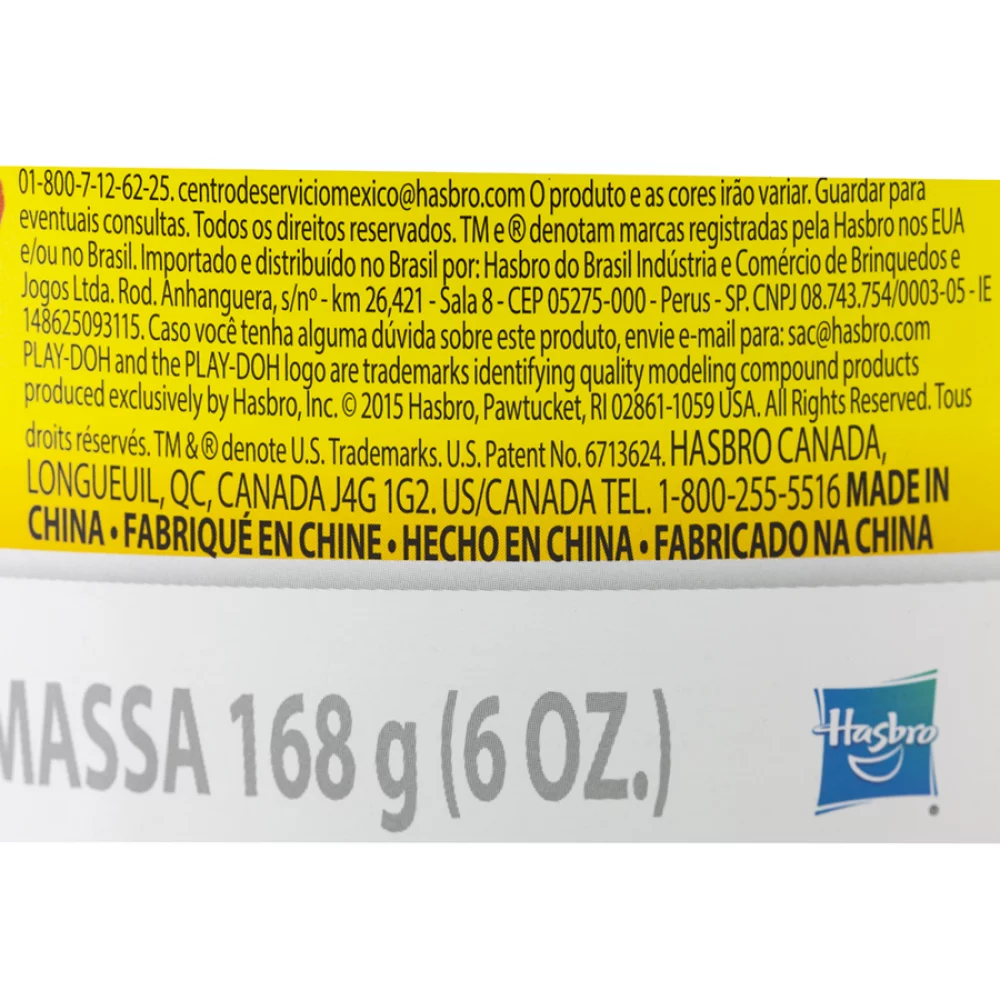 01-800-7-12-62-25. centrodeserviciomexico@hasbro.com O produto e as cores irão variar. Guardar para
eventuais consultas. Todos os direitos reservados. TM e ® denotam marcas registradas pela Hasbro nos EUA
e/ou no Brasil. Importado e distribuído no Brasil por: Hasbro do Brasil Indústria e Comércio de Brinquedos e
Jogos Ltda. Rod. Anhanguera, s/nº - km 26,421 - Sala 8 - CEP 05275-000 - Perus - SP. CNPJ 08.743.754/0003-05 - IE
148625093115. Caso você tenha alguma dúvida sobre este produto, envie e-mail para: sac@hasbro.com
PLAY-DOH and the PLAY-DOH logo are trademarks identifying quality modeling compound products
produced exclusively by Hasbro, Inc. © 2015 Hasbro, Pawtucket, RI 02861-1059 USA. All Rights Reserved. Tous
droits réservés. TM & ® denote U.S. Trademarks. U.S. Patent No. 6713624. HASBRO CANADA,
LONGUEUIL, QC, CANADA J4G 1G2. US/CANADA TEL. 1-800-255-5516 MADE IN
CHINA • FABRIQUÉ EN CHINE • HECHO EN CHINA • FABRICADO NA CHINA
MASSA 168 g (6 OZ.)
Hasbro